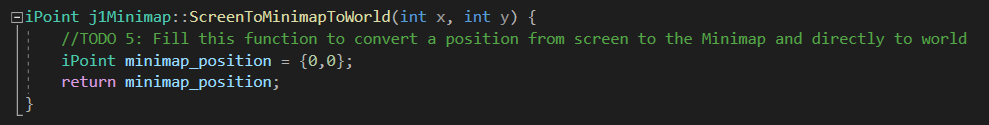 iPoint j1Minimap::ScreenToMinimapToWorld(int x, int y) {
//TODO 5: Fill this function to convert a position from screen to the Minimap and directly to world
iPoint minimap_position = {0,0};
return minimap_position;
}